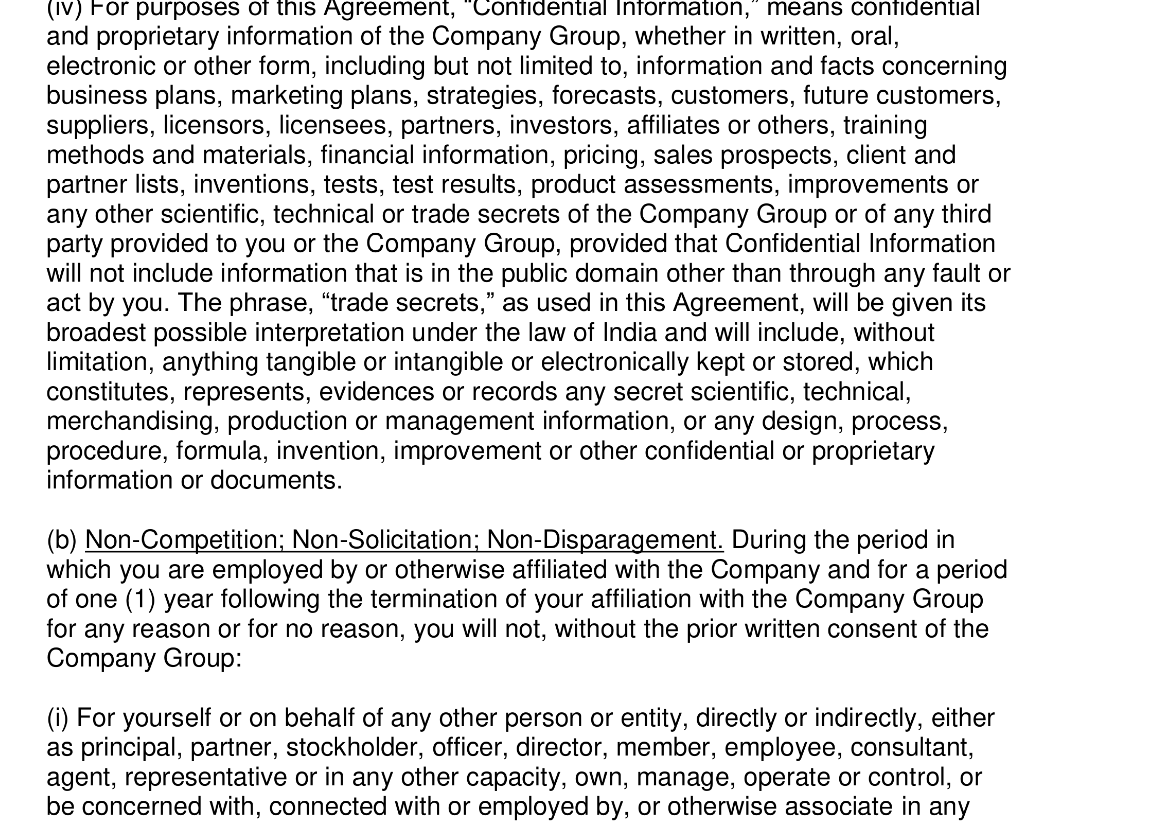 (iv) For purposes of this Agreement, “Confidential Information,” means confidential
and proprietary information of the Company Group, whether in written, oral,
electronic or other form, including but not limited to, information and facts concerning
business plans, marketing plans, strategies, forecasts, customers, future customers,
suppliers, licensors, licensees, partners, investors, affiliates or others, training
methods and materials, financial information, pricing, sales prospects, client and
partner lists, inventions, tests, test results, product assessments, improvements or
any other scientific, technical or trade secrets of the Company Group or of any third
party provided to you or the Company Group, provided that Confidential Information
will not include information that is in the public domain other than through any fault or
act by you. The phrase, “trade secrets,” as used in this Agreement, will be given its
broadest possible interpretation under the law of India and will include, without
limitation, anything tangible or intangible or electronically kept or stored, which
constitutes, represents, evidences or records any secret scientific, technical,
merchandising, production or management information, or any design, process,
procedure, formula, invention, improvement or other confidential or proprietary
information or documents.
(b) Non-Competition; Non-Solicitation; Non-Disparagement. During the period in
which you are employed by or otherwise affiliated with the Company and for a period
of one (1) year following the termination of your affiliation with the Company Group
for any reason or for no reason, you will not, without the prior written consent of the
Company Group:
(i) For yourself or on behalf of any other person or entity, directly or indirectly, either
as principal, partner, stockholder, officer, director, member, employee, consultant,
agent, representative or in any other capacity, own, manage, operate or control, or
be concerned with, connected with or employed by, or otherwise associate in any